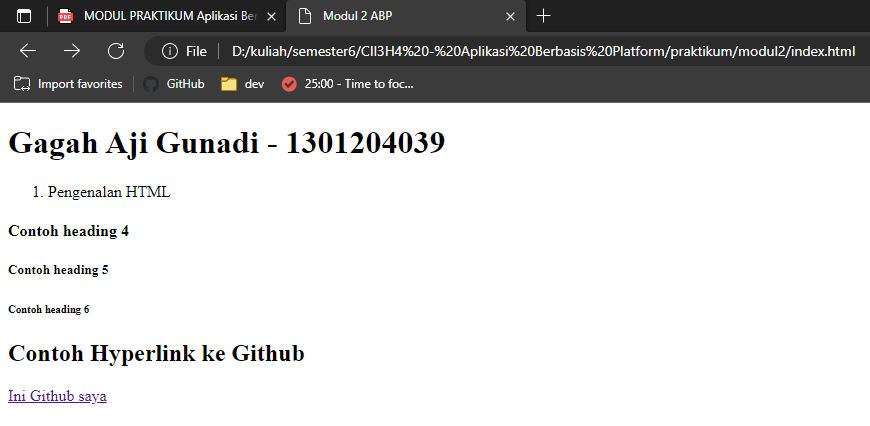 MODUL PRAKTIKUM Aplikasi Ber
Modul 2 ABP
File
D:/kuliah/semester6/CII3H4%20-%20Aplikasi%20Berbasis%20Platform/praktikum/modul2/index.html
Import favorites
GitHub
dev
25:00 - Time to foc...
Gagah Aji Gunadi - 1301204039
1. Pengenalan HTML
Contoh heading 4
Contoh heading 5
Contoh heading 6
Contoh Hyperlink ke Github
Ini Github saya